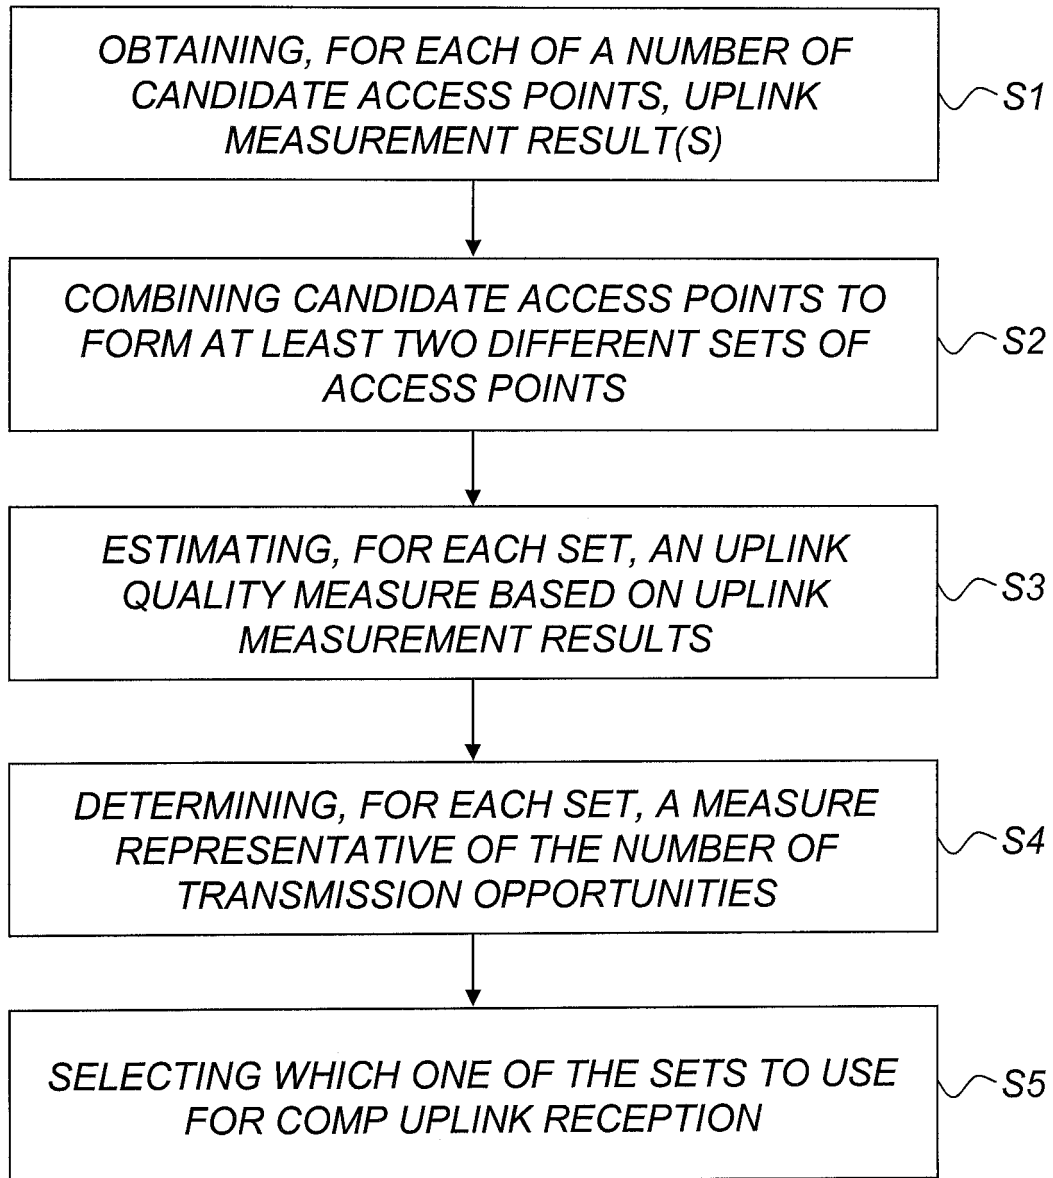 OBTAINING, FOR EACH OF A NUMBER OF
CANDIDATE ACCESS POINTS, UPLINK
MEASUREMENT RESULT(S)
S1
COMBINING CANDIDATE ACCESS POINTS TO
FORM AT LEAST TWO DIFFERENT SETS OF
ACCESS POINTS
S2
ESTIMATING, FOR EACH SET, AN UPLINK
QUALITY MEASURE BASED ON UPLINK
MEASUREMENT RESULTS
S3
DETERMINING, FOR EACH SET, A MEASURE
REPRESENTATIVE OF THE NUMBER OF
TRANSMISSION OPPORTUNITIES
S4
SELECTING WHICH ONE OF THE SETS TO USE
FOR COMP UPLINK RECEPTION
S5